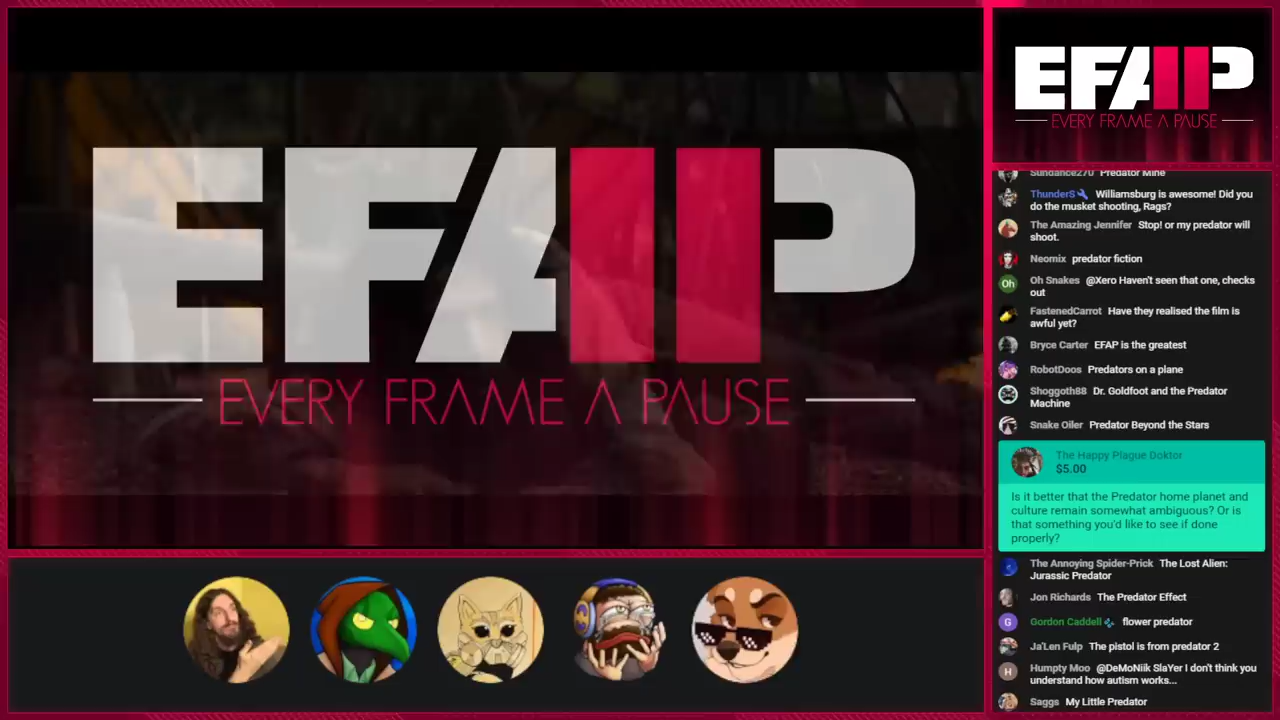 EFAP
EVERY FRAME A PAUSE
EFAP
EVERY FRAME A PAUSE
Sundance270 Predator Mine
ThunderS Williamsburg is awesome! Did you
do the musket shooting, Rags?
The Amazing Jennifer Stop! or my predator will
shoot.
Neomix predator fiction
Oh
Oh Snakes @Xero Haven't seen that one, checks
out
FastenedCarrot Have they realised the film is
awful yet?
Bryce Carter EFAP is the greatest
RobotDoos Predators on a plane
Shoggoth88 Dr. Goldfoot and the Predator
Machine
Snake Oiler Predator Beyond the Stars
The Happy Plague Doktor
$5.00
Is it better that the Predator home planet and
culture remain somewhat ambiguous? Or is
that something you'd like to see if done
properly?
The Annoying Spider-Prick The Lost Alien:
Jurassic Predator
Jon Richards The Predator Effect
G
Gordon Caddell flower predator
Ja'Len Fulp The pistol is from predator 2
H
Humpty Moo @DeMoNiik SlaYer I don't think you
understand how autism works...
Saggs My Little Predator